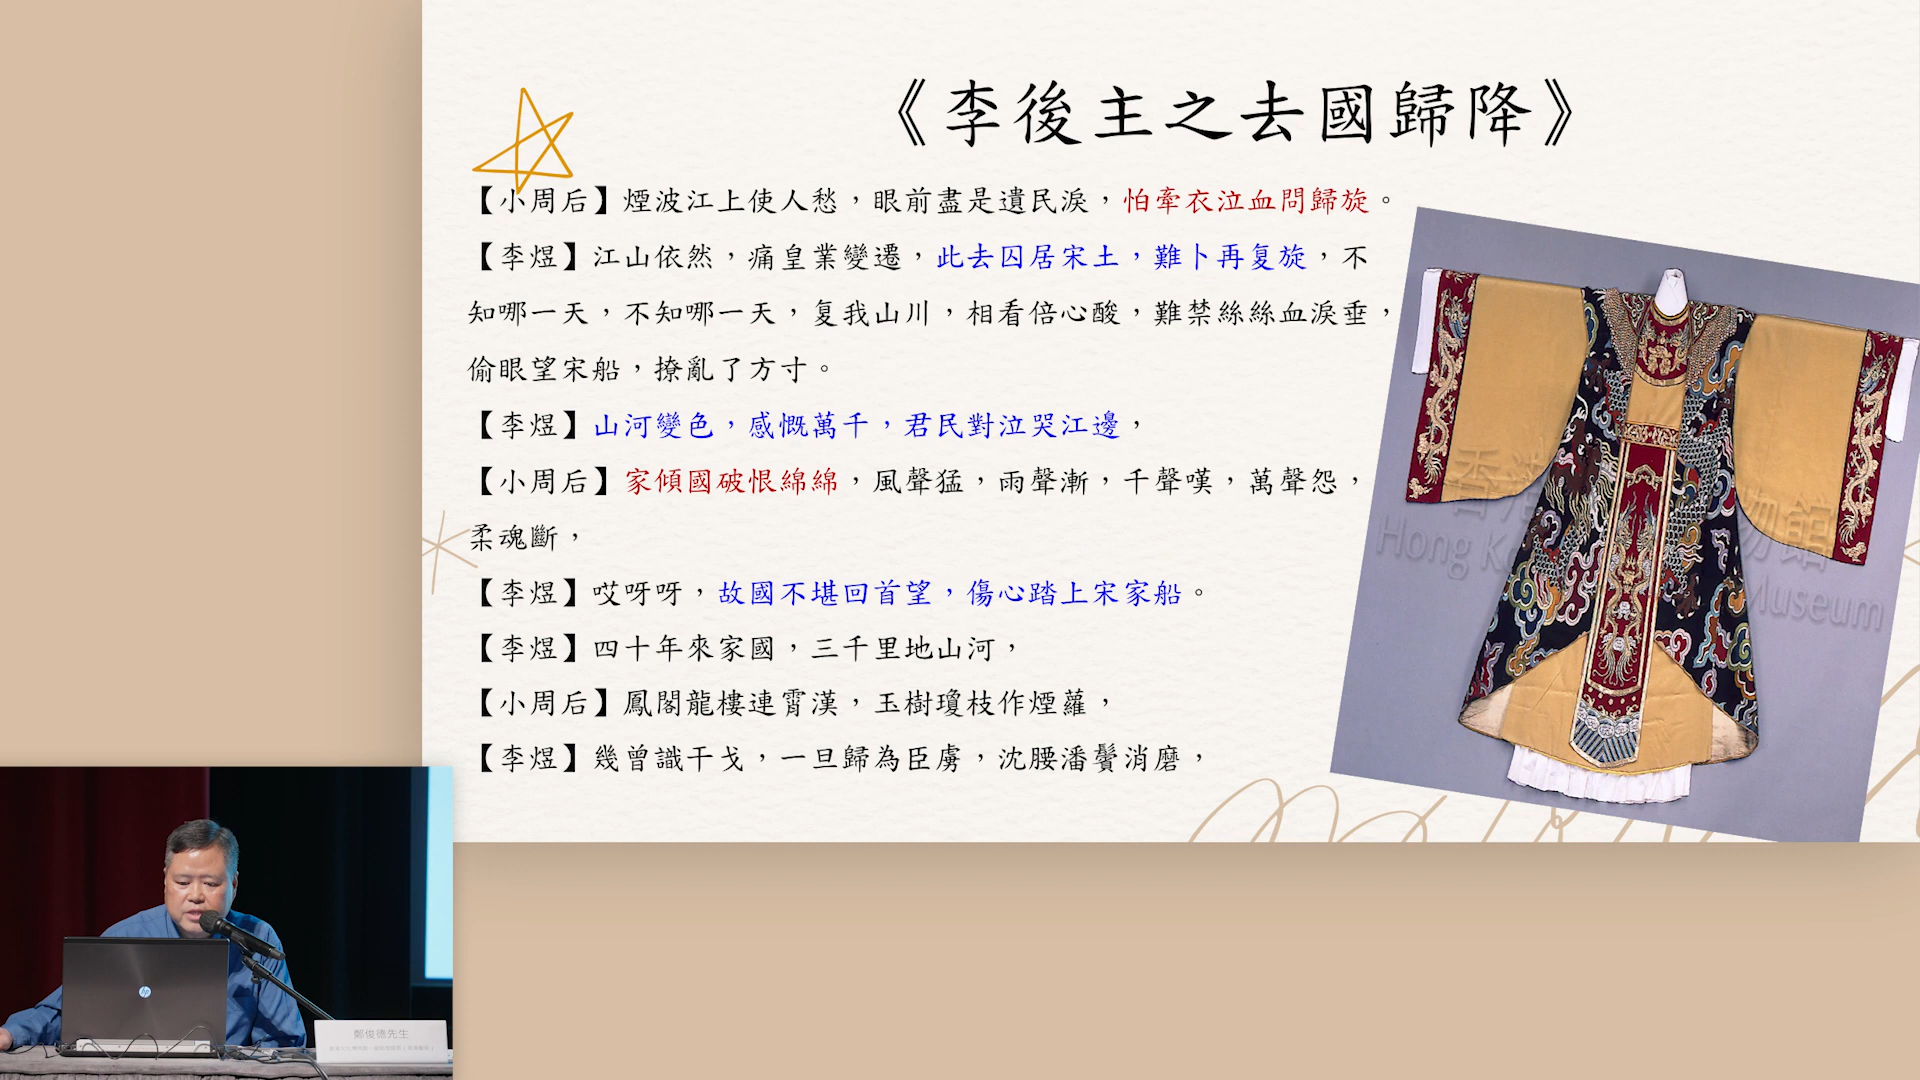 《李後主之去國歸降》
【小周后】煙波江上使人愁，眼前盡是遺民淚，怕牽衣泣血問歸旋。
【李煜】江山依然，痛皇業變遷，此去囚居宋土，難卜再复旋，不
知哪一天，不知哪一天，复我山川，相看倍心酸，難禁絲絲血淚垂，
偷眼望宋船，撩亂了方寸。
【李煜】山河變色，感慨萬千，君民對泣哭江邊，
【小周后】家傾國破恨綿綿，風聲猛，雨聲漸，千聲嘆，萬聲怨，
柔魂斷，
【李煜】哎呀呀，故國不堪回首望，傷心踏上宋家船。
【李煜】四十年來家國，三千里地山河，
【小周后】鳳閣龍樓連霄漢，玉樹瓊枝作煙蘿，
【李煜】幾曾識干戈，一旦歸為臣虜，沈腰潘鬢消磨，
香港
物館
Hong K
Museum
hp
鄭俊德先生